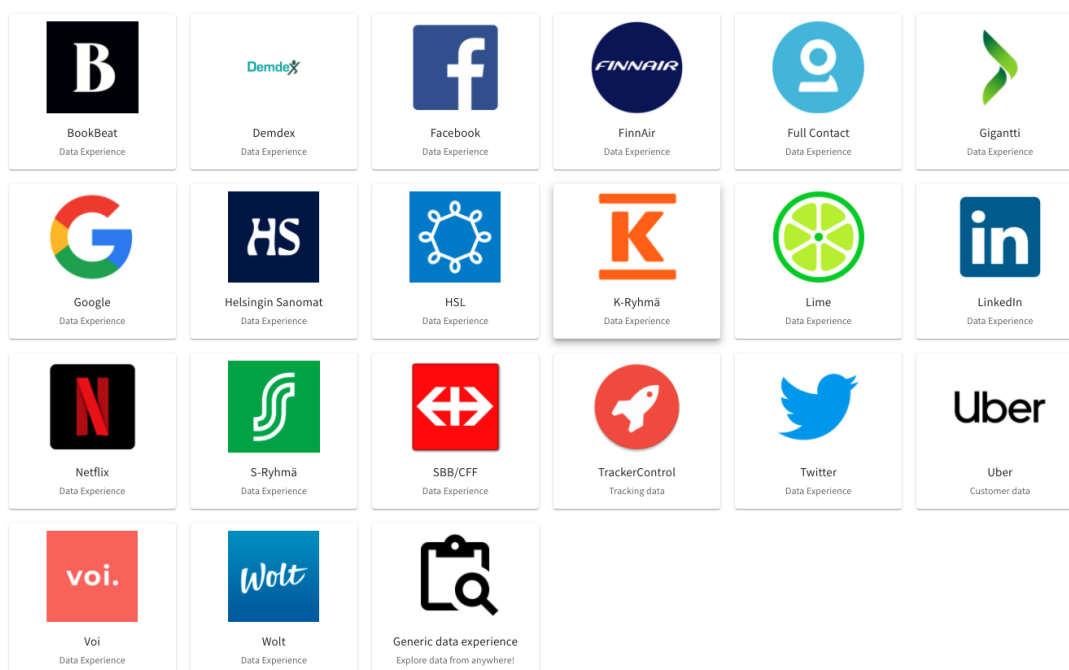 B
Demdex
f
FINNAIR
BookBeat
Demdex
Facebook
FinnAir
Full Contact
Gigantti
Data Experience
Data Experience
Data Experience
Data Experience
Data Experience
Data Experience
G
HS
K
in
Google
Helsingin Sanomat
HSL
K-Ryhmä
Lime
LinkedIn
Data Experience
Data Experience
Data Experience
Data Experience
Data Experience
Data Experience
N
S
Uber
Netflix
S-Ryhmä
SBB/CFF
TrackerControl
Twitter
Uber
Data Experience
Data Experience
Data Experience
Tracking data
Data Experience
Customer data
voi.
Wolt
Voi
Wolt
Generic data experience
Data Experience
Data Experience
Explore data from anywhere!